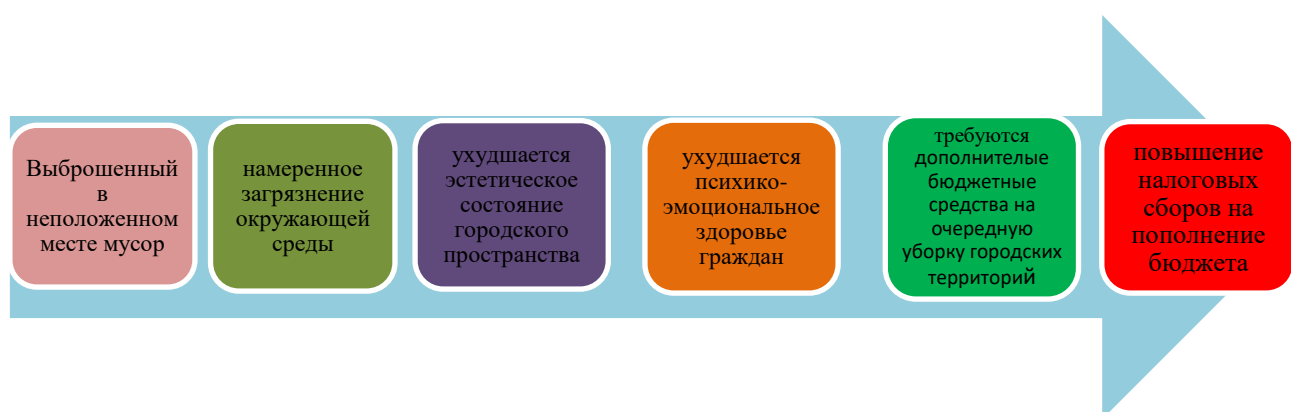 Выброшенный
в
неположенном
месте мусор
намеренное
загрязнение
окружающей
среды
ухудшается
эстетическое
состояние
городского
пространства
ухудшается
психико-
эмоциональное
здоровье
граждан
требуются
дополнителые
бюджетные
средства на
очередную
уборку городских
территорий
повышение
налоговых
сборов на
пополнение
бюджета